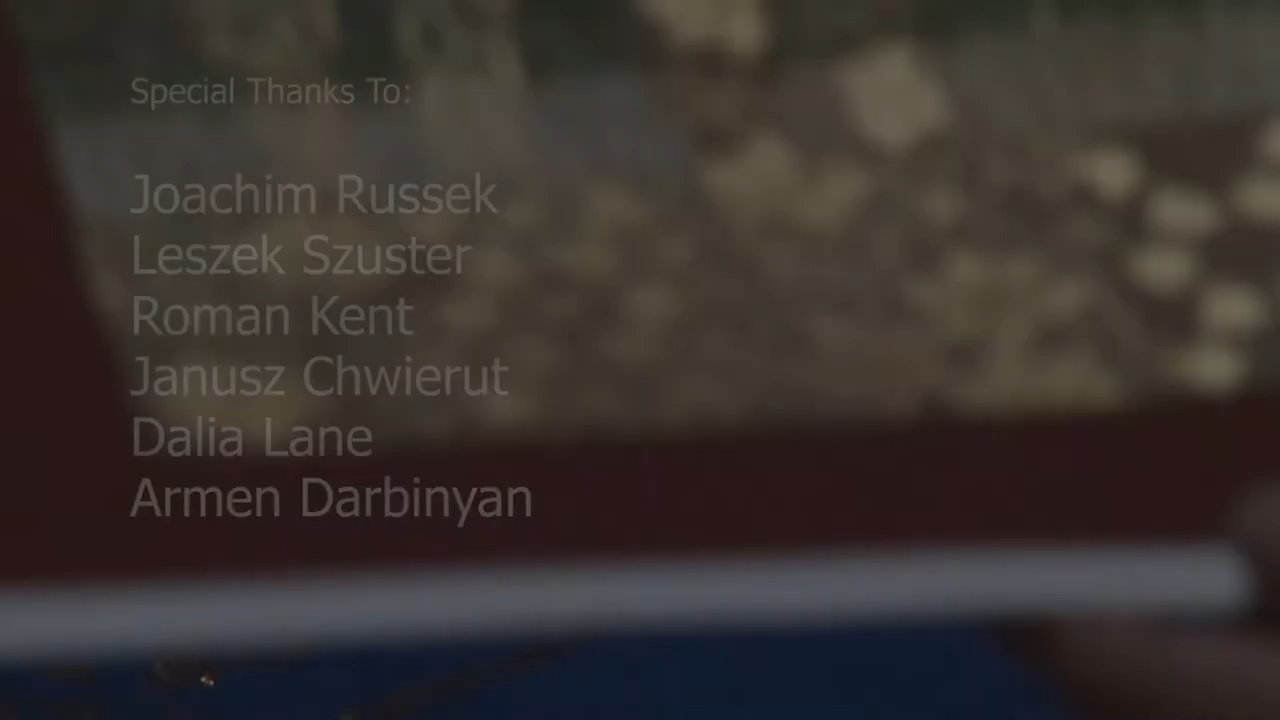 Special Thanks To:
Joachim Russek
Leszek Szuster
Roman Kent
Janusz Chwierut
Dalia Lane
Armen Darbinyan